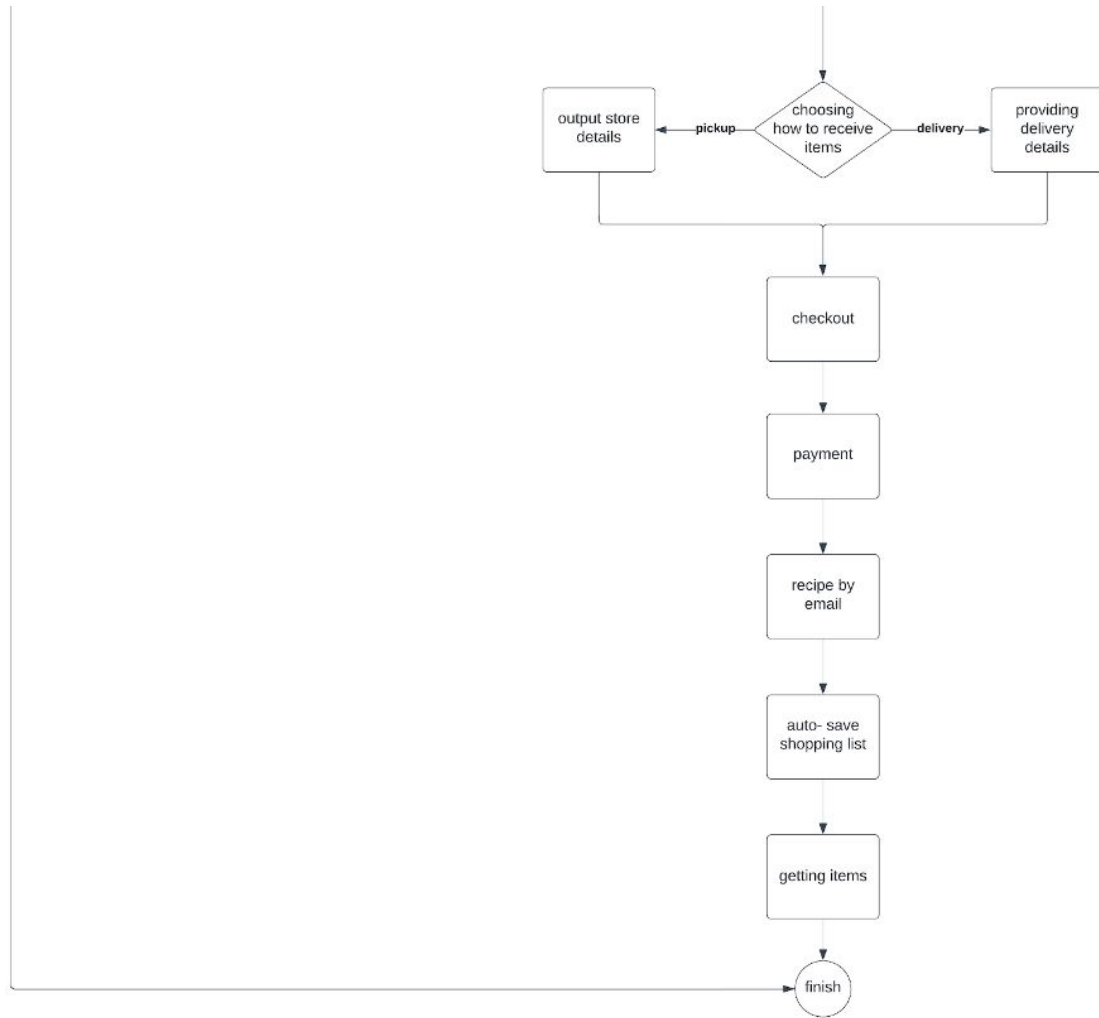 choosing
how to receive
items
pickup
delivery
output store
details
providing
delivery
details
checkout
payment
recipe by
email
auto- save
shopping list
getting items
finish